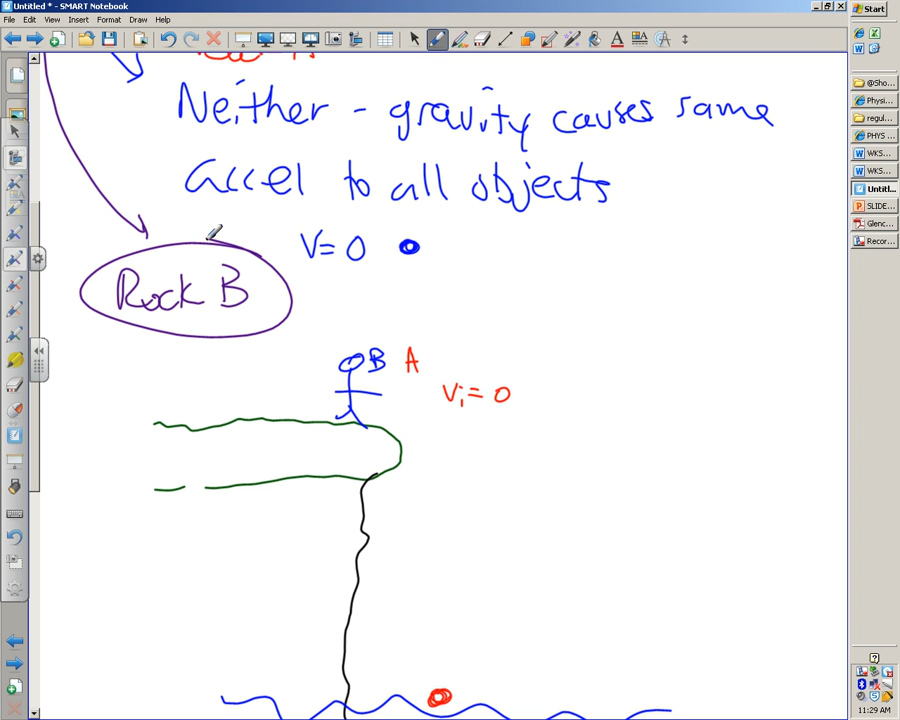 Untitled * - SMART Notebook
File Edit View Insert Format Draw Help
Start
Neither - gravity causes same
accel to all objects
V = 0
Rock B
B A
Vi = 0
@Sho...
Physi...
regul...
PHYS ...
WKS...
WKS...
Untitl...
SLIDE...
Glenc...
Recor...
11:29 AM